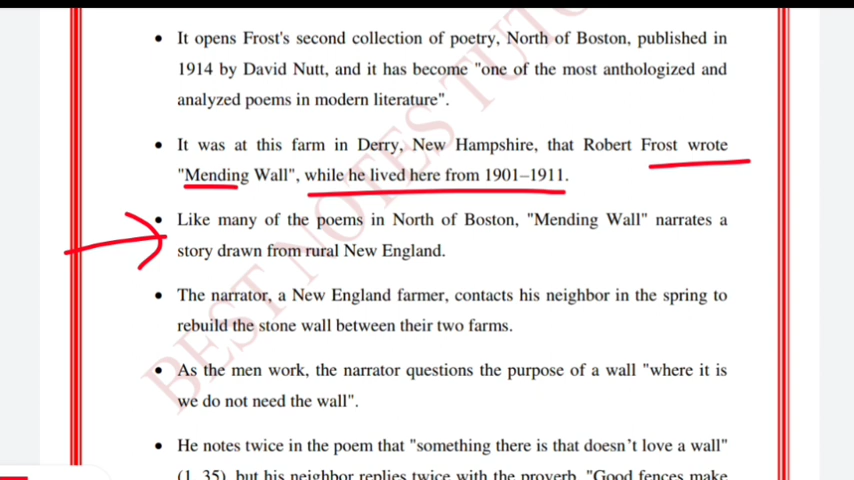 • It opens Frost's second collection of poetry, North of Boston, published in
1914 by David Nutt, and it has become "one of the most anthologized and
analyzed poems in modern literature".
• It was at this farm in Derry, New Hampshire, that Robert Frost wrote
"Mending Wall", while he lived here from 1901–1911.
• Like many of the poems in North of Boston, "Mending Wall" narrates a
story drawn from rural New England.
• The narrator, a New England farmer, contacts his neighbor in the spring to
rebuild the stone wall between their two farms.
• As the men work, the narrator questions the purpose of a wall "where it is
we do not need the wall".
• He notes twice in the poem that "something there is that doesn't love a wall"
(1, 35), but his neighbor replies twice with the proverb, "Good fences make
BEST NOTES TUTO